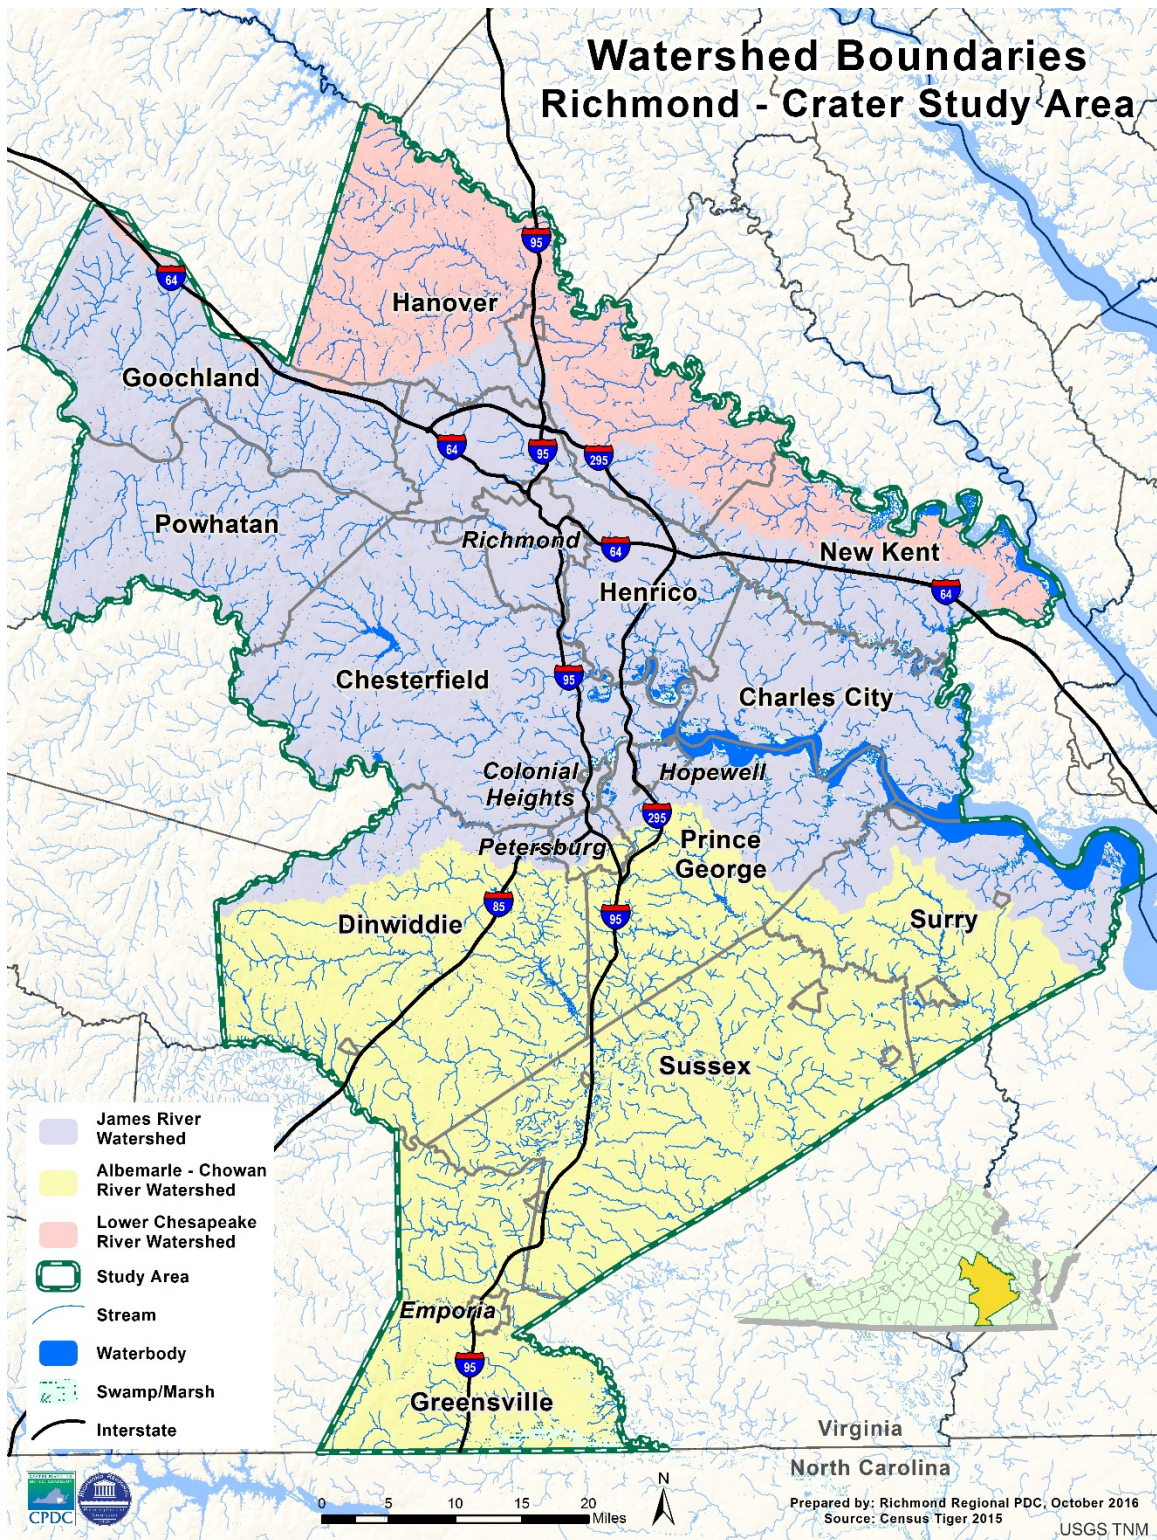 Watershed Boundaries
Richmond - Crater Study Area
95
64
Hanover
Goochland
64
95
295
Powhatan
Richmond
64
New Kent
Henrico
64
Chesterfield
95
Charles City
Colonial
Heights
Hopewell
295
Petersburg
Prince
George
85
95
Dinwiddie
Surry
Sussex
James River
Watershed
Albemarle - Chowan
River Watershed
Lower Chesapeake
River Watershed
Study Area
Stream
Waterbody
Swamp/Marsh
Interstate
Emporia
95
Greensville
Virginia
North Carolina
CPDC
0 5 10 15 20
Miles
N
Prepared by: Richmond Regional PDC, October 2016
Source: Census Tiger 2015
USGS TNM